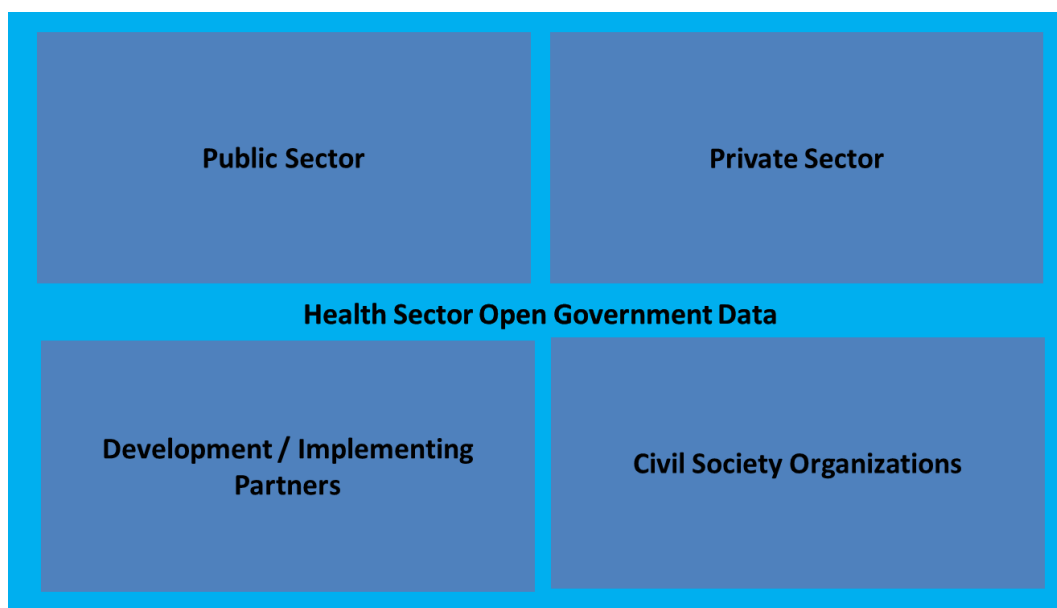 Public Sector
Private Sector
Health Sector Open Government Data
Development / Implementing
Partners
Civil Society Organizations